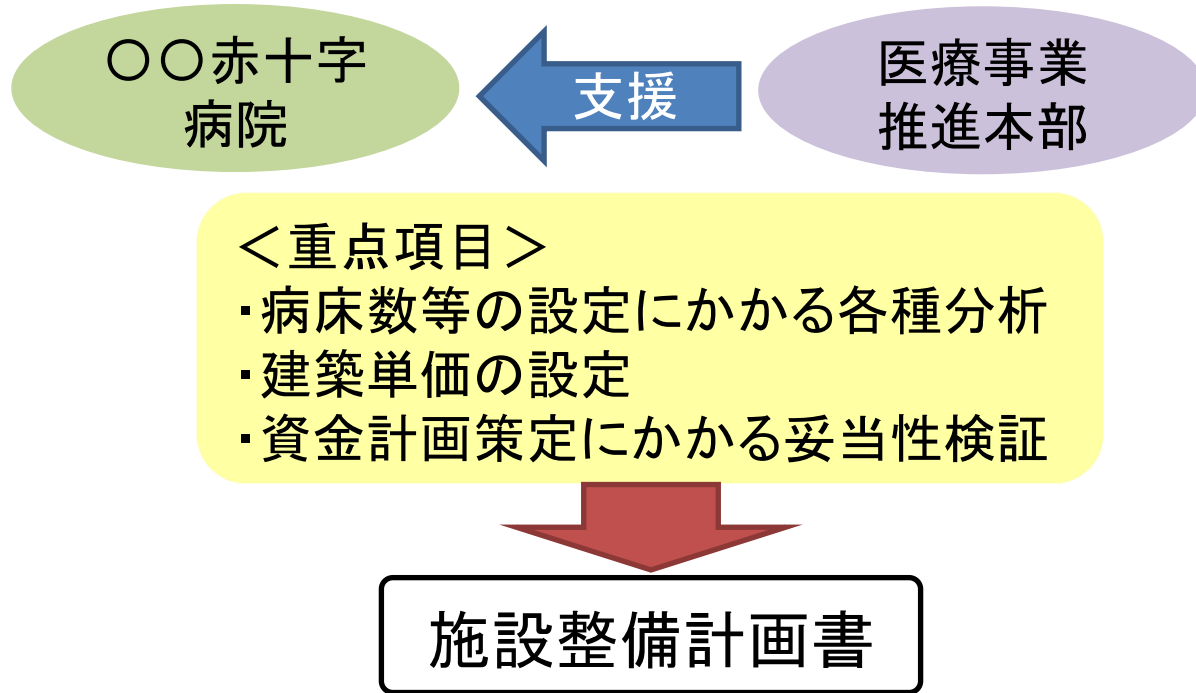 〇〇赤十字
病院
支援
医療事業
推進本部
＜重点項目＞
・病床数等の設定にかかる各種分析
・建築単価の設定
・資金計画策定にかかる妥当性検証
施設整備計画書